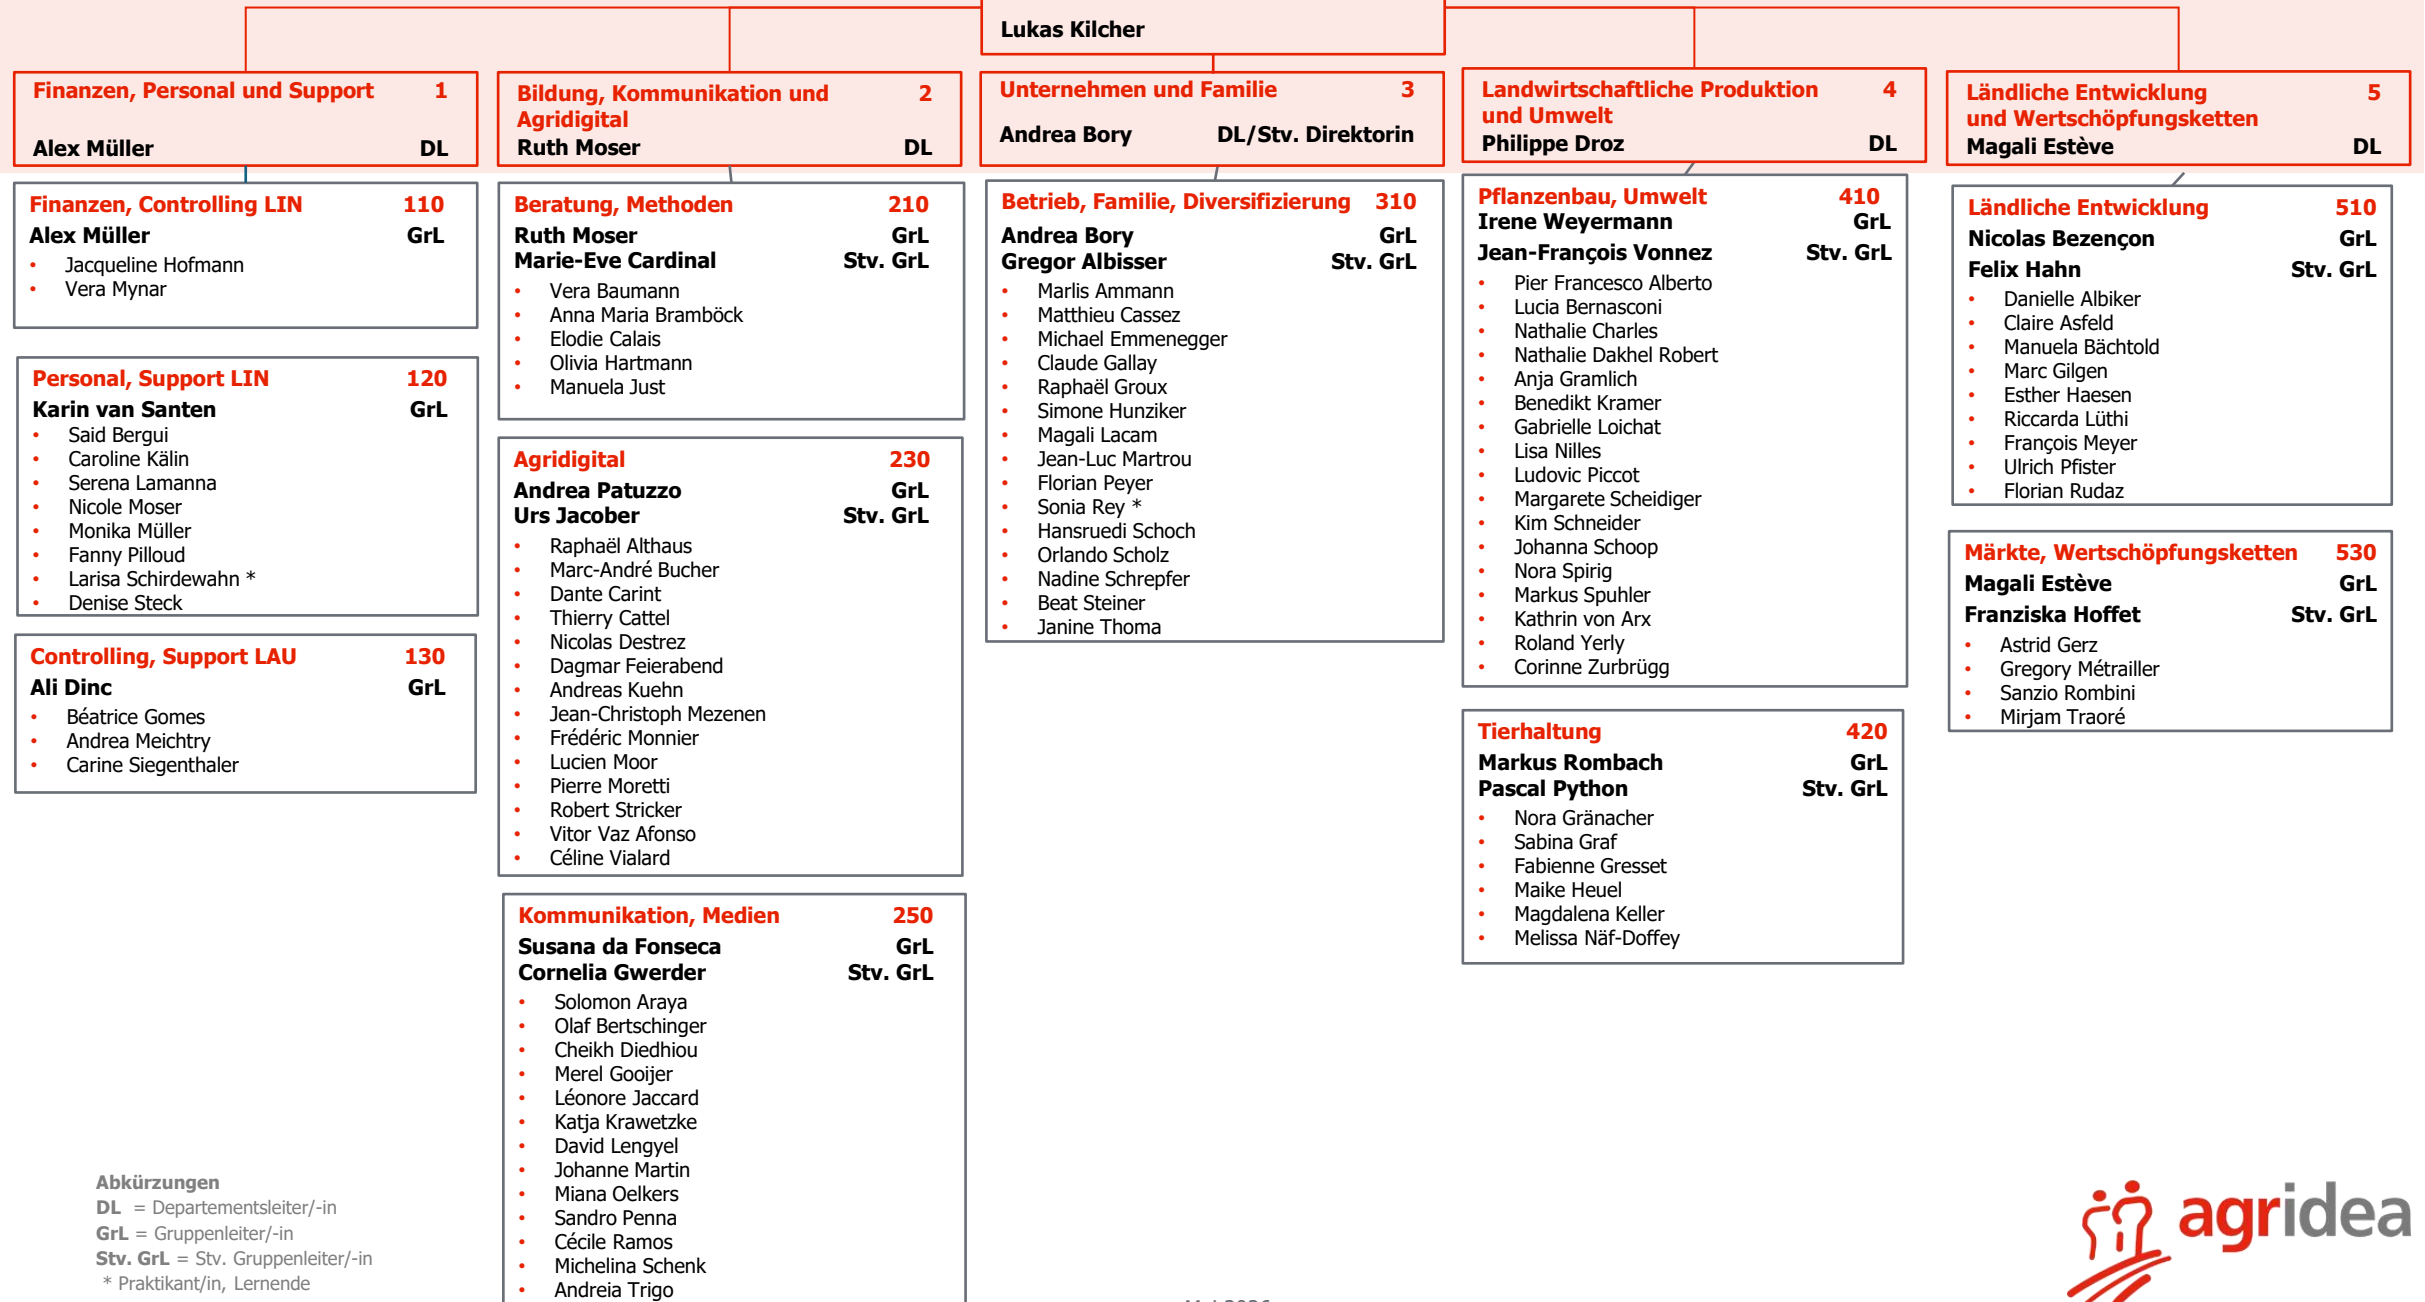 Lukas Kilcher
Finanzen, Personal und Support 1
Alex Müller DL
Bildung, Kommunikation und 2
Agridigital
Ruth Moser DL
Unternehmen und Familie 3
Andrea Bory DL/Stv. Direktorin
Landwirtschaftliche Produktion 4
und Umwelt
Philippe Droz DL
Ländliche Entwicklung 5
und Wertschöpfungsketten
Magali Estève DL
Finanzen, Controlling LIN 110
Alex Müller GrL
• Jacqueline Hofmann
• Vera Mynar
Personal, Support LIN 120
Karin van Santen GrL
• Said Bergui
• Caroline Kälin
• Serena Lamanna
• Nicole Moser
• Monika Müller
• Fanny Pilloud
• Larisa Schirdewahn *
• Denise Steck
Controlling, Support LAU 130
Ali Dinc GrL
• Béatrice Gomes
• Andrea Meichtry
• Carine Siegenthaler
Beratung, Methoden 210
Ruth Moser GrL
Marie-Eve Cardinal Stv. GrL
• Vera Baumann
• Anna Maria Bramböck
• Elodie Calais
• Olivia Hartmann
• Manuela Just
Agridigital 230
Andrea Patuzzo GrL
Urs Jacober Stv. GrL
• Raphaël Althaus
• Marc-André Bucher
• Dante Carint
• Thierry Cattel
• Nicolas Destrez
• Dagmar Feierabend
• Andreas Kuehn
• Jean-Christoph Mezenen
• Frédéric Monnier
• Lucien Moor
• Pierre Moretti
• Robert Stricker
• Vitor Vaz Afonso
• Céline Vialard
Kommunikation, Medien 250
Susana da Fonseca GrL
Cornelia Gwerder Stv. GrL
• Solomon Araya
• Olaf Bertschinger
• Cheikh Diedhiou
• Merel Gooijer
• Léonore Jaccard
• Katja Krawetzke
• David Lengyel
• Johanne Martin
• Miana Oelkers
• Sandro Penna
• Cécile Ramos
• Michelina Schenk
• Andreia Trigo
Betrieb, Familie, Diversifizierung 310
Andrea Bory GrL
Gregor Albisser Stv. GrL
• Marlis Ammann
• Matthieu Cassez
• Michael Emmenegger
• Claude Gallay
• Raphaël Groux
• Simone Hunziker
• Magali Lacam
• Jean-Luc Martrou
• Florian Peyer
• Sonia Rey *
• Hansruedi Schoch
• Orlando Scholz
• Nadine Schrepfer
• Beat Steiner
• Janine Thoma
Pflanzenbau, Umwelt 410
Irene Weyermann GrL
Jean-François Vonnez Stv. GrL
• Pier Francesco Alberto
• Lucia Bernasconi
• Nathalie Charles
• Nathalie Dakhel Robert
• Anja Gramlich
• Benedikt Kramer
• Gabrielle Loichat
• Lisa Nilles
• Ludovic Piccot
• Margarete Scheidiger
• Kim Schneider
• Johanna Schoop
• Nora Spirig
• Markus Spuhler
• Kathrin von Arx
• Roland Yerly
• Corinne Zurbrügg
Tierhaltung 420
Markus Rombach GrL
Pascal Python Stv. GrL
• Nora Gränacher
• Sabina Graf
• Fabienne Gresset
• Maike Heuel
• Magdalena Keller
• Melissa Näf-Doffey
Ländliche Entwicklung 510
Nicolas Bezençon GrL
Felix Hahn Stv. GrL
• Danielle Albiker
• Claire Asfeld
• Manuela Bächtold
• Marc Gilgen
• Esther Haesen
• Riccarda Lüthi
• François Meyer
• Ulrich Pfister
• Florian Rudaz
Märkte, Wertschöpfungsketten 530
Magali Estève GrL
Franziska Hoffet Stv. GrL
• Astrid Gerz
• Gregory Métrailler
• Sanzio Rombini
• Mirjam Traoré
Abkürzungen
DL = Departementsleiter/-in
GrL = Gruppenleiter/-in
Stv. GrL = Stv. Gruppenleiter/-in
* Praktikant/in, Lernende
agridea